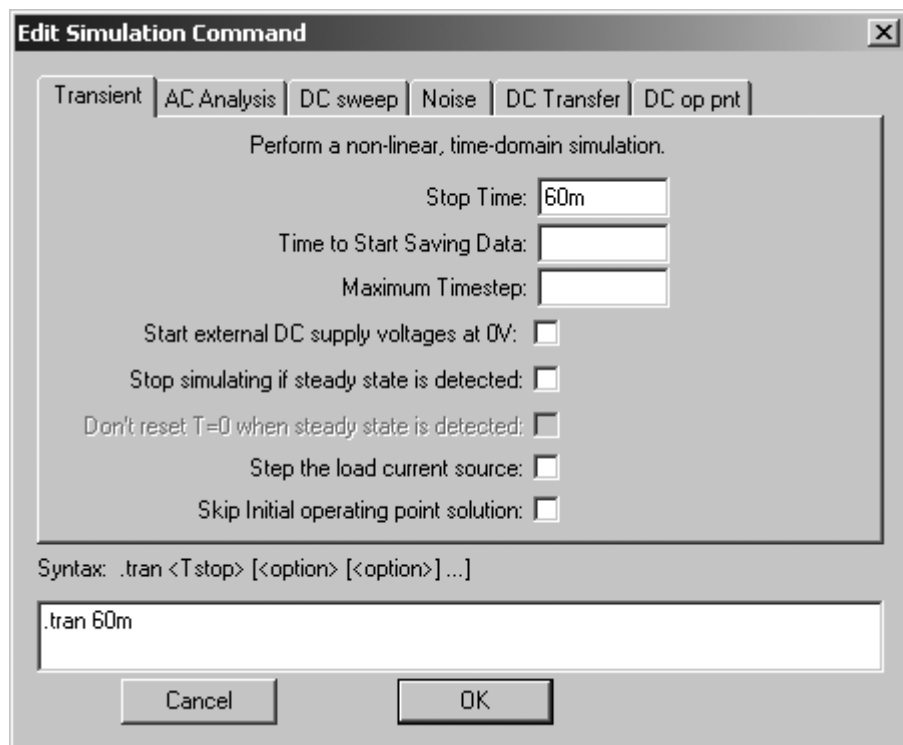 Edit Simulation Command
Transient AC Analysis DC sweep Noise DC Transfer DC op pnt
Perform a non-linear, time-domain simulation.
Stop Time: 60m
Time to Start Saving Data:
Maximum Timestep:
Start external DC supply voltages at 0V:
Stop simulating if steady state is detected:
Don't reset T=0 when steady state is detected:
Step the load current source:
Skip Initial operating point solution:
Syntax: .tran <Tstop> [<option> [<option>] ...]
.tran 60m
Cancel OK